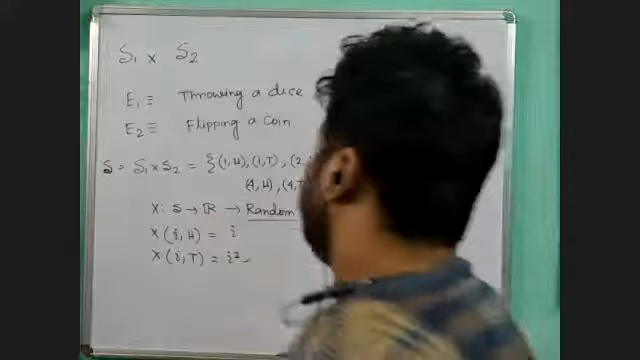 S₁ × S₂
E₁ ≡ Throwing a dice
E₂ ≡ Flipping a coin
S = S₁ × S₂ = {(1,H), (1,T), (2,
(4,H), (4,T
X: S → ℝ → Random
X(i,H) = i
X(i,T) = i²